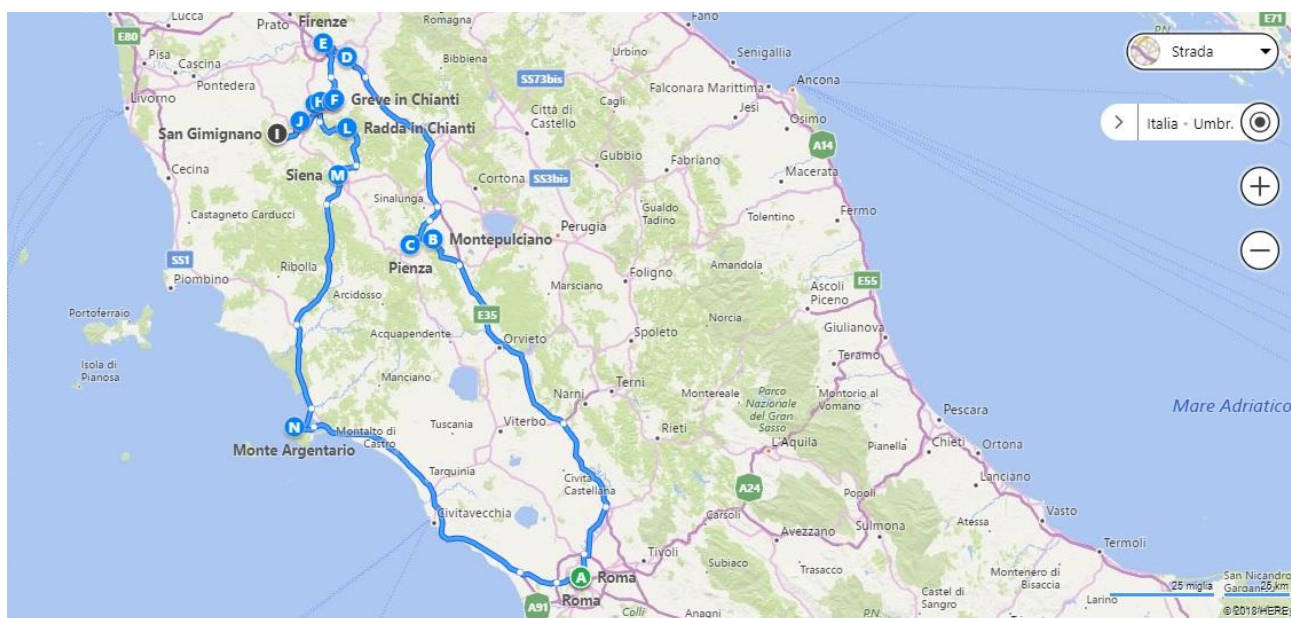 Lucca
Prato
Firenze
Romagna
Fano
E71
E80
Pisa
Cascina
Pontedera
Bibbiena
Urbino
Senigallia
P.N.
Strada
E
D
SS73bis
Falconara Marittima
Ancona
Livorno
H
F
Greve in Chianti
Città di
Castello
Cagli
Jesi
Osimo
San Gimignano
I
J
L
Radda in Chianti
Italia • Umbr.
Gubbio
Fabriano
A14
Cecina
Siena
M
Cortona
SS3bis
Macerata
Castagneto Carducci
Sinalunga
Gualdo
Tadino
Tolentino
Fermo
Perugia
C
B
Montepulciano
SS1
Ribolla
Pienza
Foligno
Amandola
Piombino
Marsciano
Ascoli
Piceno
E55
Arcidosso
Norcia
Portoferraio
Acquapendente
E35
Orvieto
Spoleto
Giulianova
Isola di
Pianosa
Manciano
Teramo
Narni
Terni
Montereale
Parco
Nazionale
del Gran
Sasso
Montorio al
Vomano
Mare Adriatico
N
Montalto di
Castro
Tuscania
Viterbo
Rieti
Pescara
Monte Argentario
L'Aquila
Pianella
Chieti
Ortona
Tarquinia
Civita
Castellana
Lanciano
A24
Popoli
Civitavecchia
Carsoli
Vasto
Avezzano
Sulmona
Atessa
Tivoli
Termoli
A
Roma
Subiaco
Trasacco
Montenero di
Bisaccia
San Nicandro
Garganico
25 miglia
25 km
Roma
A91
Colli
Anagni
P.N.
Castel di
Sangro
Larino
© 2018 HERE